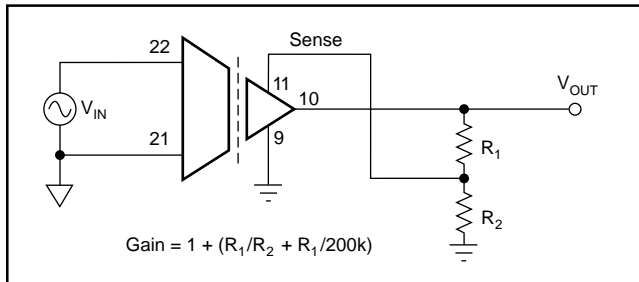 Sense
22
11
10
V_OUT
V_IN
21
9
R_1
R_2
Gain = 1 + (R_1/R_2 + R_1/200k)